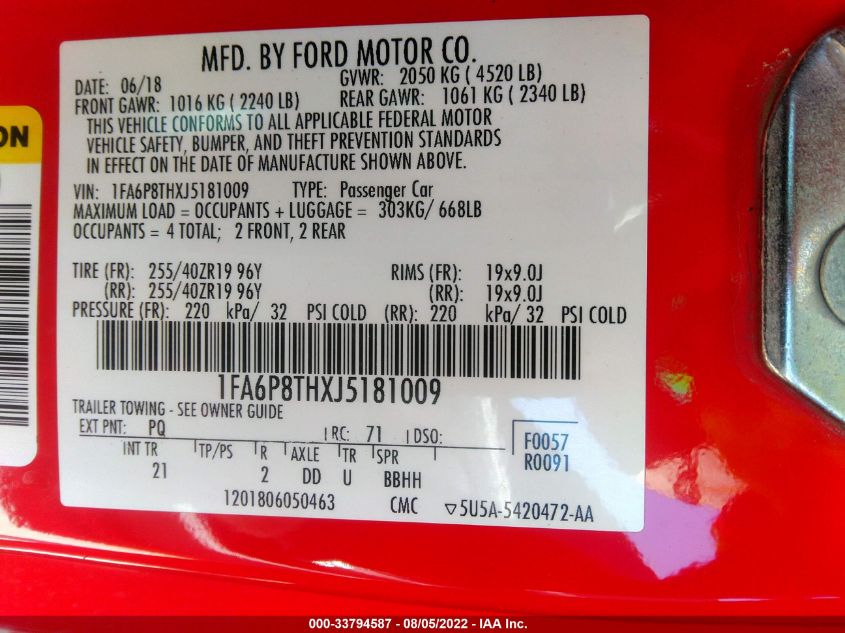 MFD. BY FORD MOTOR CO.
DATE: 06/18 GVWR: 2050 KG ( 4520 LB)
FRONT GAWR: 1016 KG ( 2240 LB) REAR GAWR: 1061 KG ( 2340 LB)
THIS VEHICLE CONFORMS TO ALL APPLICABLE FEDERAL MOTOR
VEHICLE SAFETY, BUMPER, AND THEFT PREVENTION STANDARDS
IN EFFECT ON THE DATE OF MANUFACTURE SHOWN ABOVE.
VIN: 1FA6P8THXJ5181009 TYPE: Passenger Car
MAXIMUM LOAD = OCCUPANTS + LUGGAGE = 303KG/ 668LB
OCCUPANTS = 4 TOTAL; 2 FRONT, 2 REAR
TIRE (FR): 255/40ZR19 96Y RIMS (FR): 19x9.0J
(RR): 255/40ZR19 96Y (RR): 19x9.0J
PRESSURE (FR): 220 kPa/ 32 PSI COLD (RR): 220 kPa/ 32 PSI COLD
1FA6P8THXJ5181009
TRAILER TOWING - SEE OWNER GUIDE
EXT PNT: PQ RC: 71 DSO:
F0057
R0091
INT TR TP/PS R AXLE TR SPR
21 2 DD U BBHH
1201806050463 CMC ▽5U5A-5420472-AA
ON
000-33794587 - 08/05/2022 - IAA Inc.